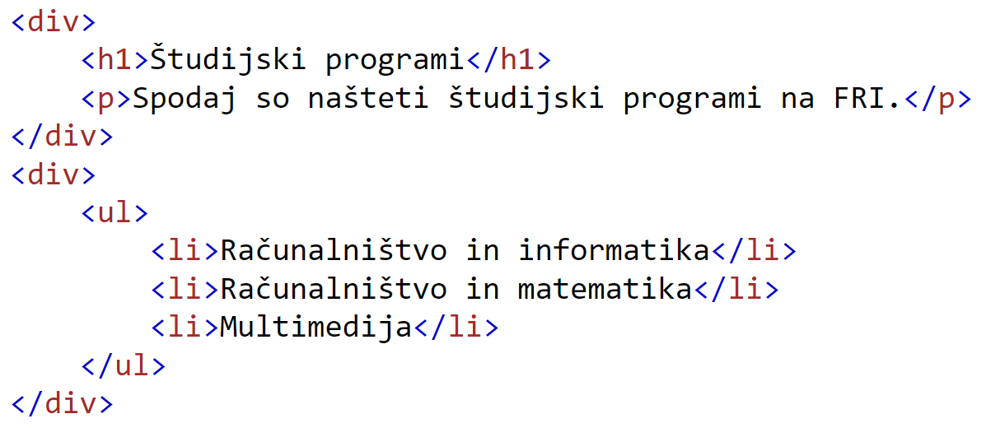 <div>
    <h1>Študijski programi</h1>
    <p>Spodaj so našteti študijski programi na FRI.</p>
</div>
<div>
    <ul>
        <li>Računalništvo in informatika</li>
        <li>Računalništvo in matematika</li>
        <li>Multimedija</li>
    </ul>
</div>